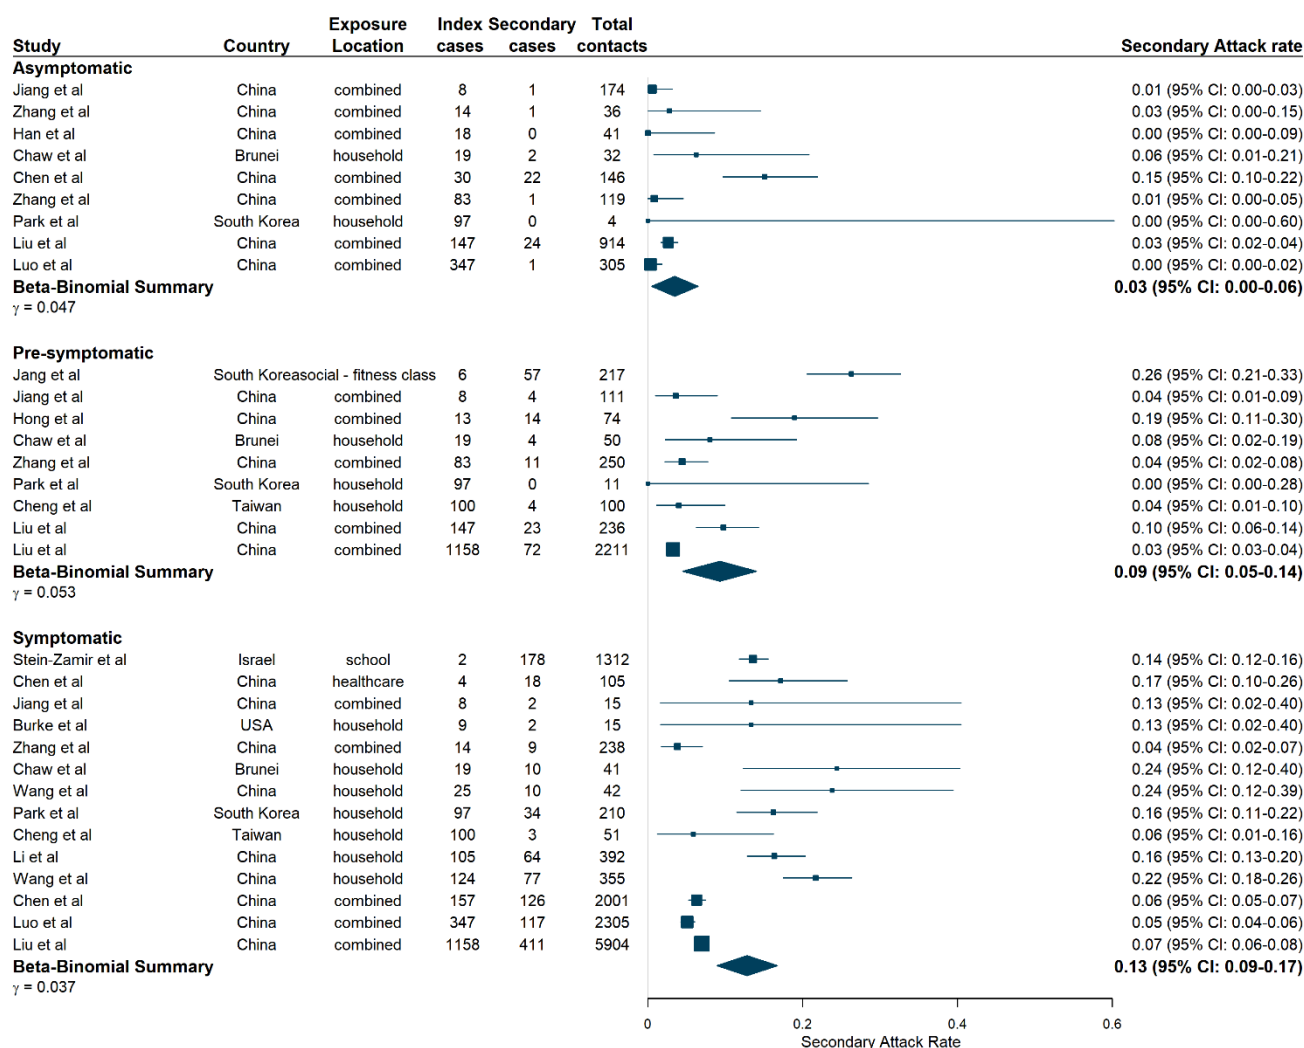 Study Country Exposure Location Index cases Secondary cases Total contacts Secondary Attack rate
Asymptomatic
Jiang et al China combined 8 1 174 0.01 (95% CI: 0.00-0.03)
Zhang et al China combined 14 1 36 0.03 (95% CI: 0.00-0.15)
Han et al China combined 18 0 41 0.00 (95% CI: 0.00-0.09)
Chaw et al Brunei household 19 2 32 0.06 (95% CI: 0.01-0.21)
Chen et al China combined 30 22 146 0.15 (95% CI: 0.10-0.22)
Zhang et al China combined 83 1 119 0.01 (95% CI: 0.00-0.05)
Park et al South Korea household 97 0 4 0.00 (95% CI: 0.00-0.60)
Liu et al China combined 147 24 914 0.03 (95% CI: 0.02-0.04)
Luo et al China combined 347 1 305 0.00 (95% CI: 0.00-0.02)
Beta-Binomial Summary 0.03 (95% CI: 0.00-0.06)
γ = 0.047
Pre-symptomatic
Jang et al South Koreasocial - fitness class 6 57 217 0.26 (95% CI: 0.21-0.33)
Jiang et al China combined 8 4 111 0.04 (95% CI: 0.01-0.09)
Hong et al China combined 13 14 74 0.19 (95% CI: 0.11-0.30)
Chaw et al Brunei household 19 4 50 0.08 (95% CI: 0.02-0.19)
Zhang et al China combined 83 11 250 0.04 (95% CI: 0.02-0.08)
Park et al South Korea household 97 0 11 0.00 (95% CI: 0.00-0.28)
Cheng et al Taiwan household 100 4 100 0.04 (95% CI: 0.01-0.10)
Liu et al China combined 147 23 236 0.10 (95% CI: 0.06-0.14)
Liu et al China combined 1158 72 2211 0.03 (95% CI: 0.03-0.04)
Beta-Binomial Summary 0.09 (95% CI: 0.05-0.14)
γ = 0.053
Symptomatic
Stein-Zamir et al Israel school 2 178 1312 0.14 (95% CI: 0.12-0.16)
Chen et al China healthcare 4 18 105 0.17 (95% CI: 0.10-0.26)
Jiang et al China combined 8 2 15 0.13 (95% CI: 0.02-0.40)
Burke et al USA household 9 2 15 0.13 (95% CI: 0.02-0.40)
Zhang et al China combined 14 9 238 0.04 (95% CI: 0.02-0.07)
Chaw et al Brunei household 19 10 41 0.24 (95% CI: 0.12-0.40)
Wang et al China household 25 10 42 0.24 (95% CI: 0.12-0.39)
Park et al South Korea household 97 34 210 0.16 (95% CI: 0.11-0.22)
Cheng et al Taiwan household 100 3 51 0.06 (95% CI: 0.01-0.16)
Li et al China household 105 64 392 0.16 (95% CI: 0.13-0.20)
Wang et al China household 124 77 355 0.22 (95% CI: 0.18-0.26)
Chen et al China combined 157 126 2001 0.06 (95% CI: 0.05-0.07)
Luo et al China combined 347 117 2305 0.05 (95% CI: 0.04-0.06)
Liu et al China combined 1158 411 5904 0.07 (95% CI: 0.06-0.08)
Beta-Binomial Summary 0.13 (95% CI: 0.09-0.17)
γ = 0.037
0 0.2 0.4 0.6
Secondary Attack Rate